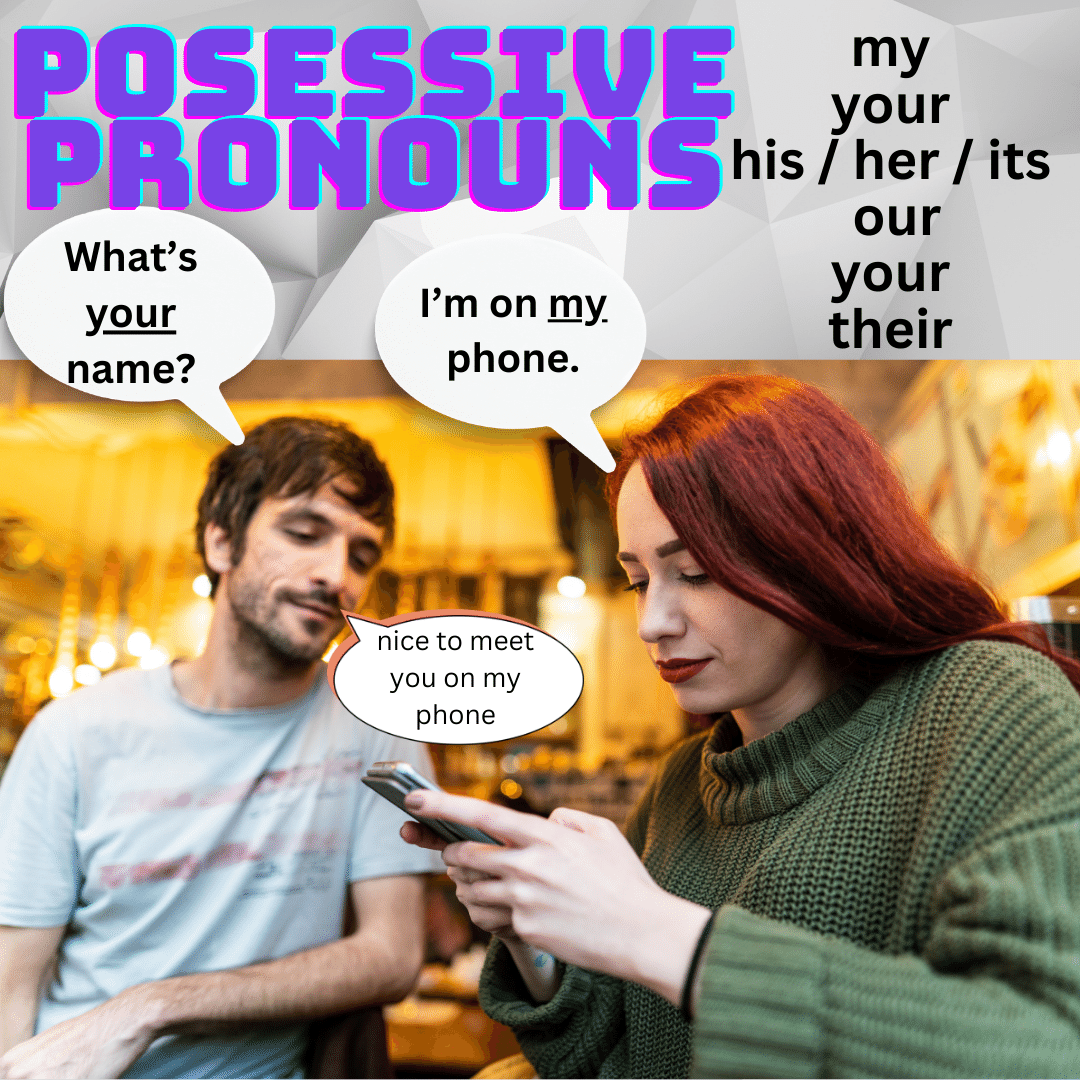 POSESSIVE
PRONOUNS
my
your
his / her / its
our
your
their
What's
your
name?
I'm on my
phone.
nice to meet
you on my
phone